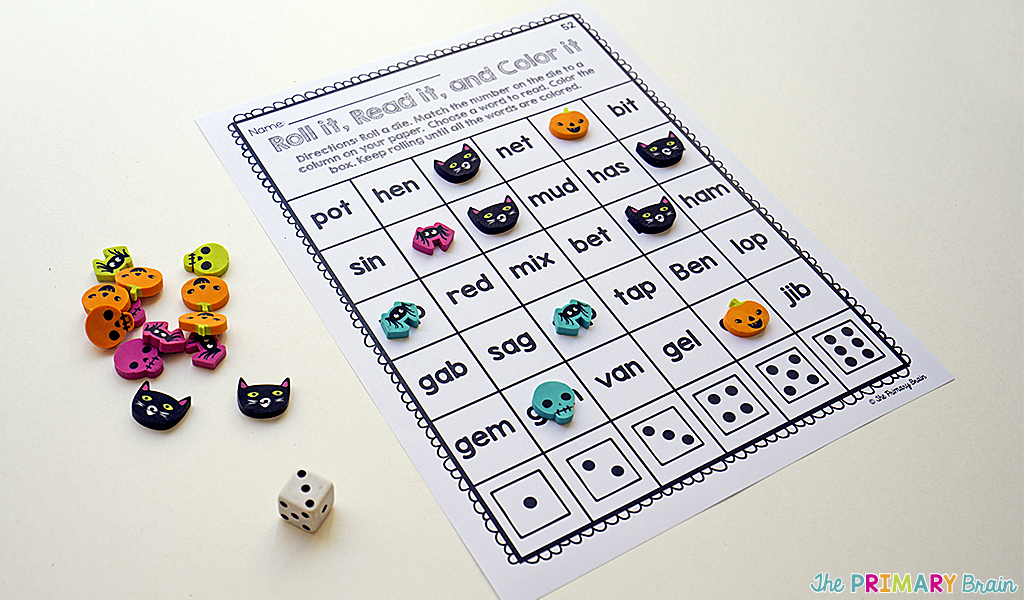 52
Name:
Roll it, Read it, and Color it
Directions: Roll a die. Match the number on the die to a
column on your paper. Choose a word to read. Color the
box. Keep rolling until all the words are colored.
pot hen net bit
sin mud has
red mix bet ham
gab sag tap Ben lop
gem van gel jib
© The Primary Brain
The PRIMARY Brain